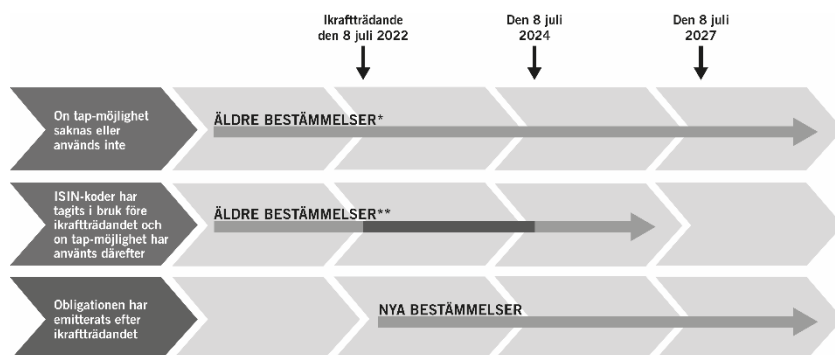 Ikraftträdande
den 8 juli 2022
Den 8 juli
2024
Den 8 juli
2027
On tap-möjlighet
saknas eller
används inte
ÄLDRE BESTÄMMELSER*
ISIN-koder har
tagits i bruk före
ikraftträdandet och
on tap-möjlighet har
använts därefter
ÄLDRE BESTÄMMELSER**
Obligationen har
emitterats efter
ikraftträdandet
NYA BESTÄMMELSER